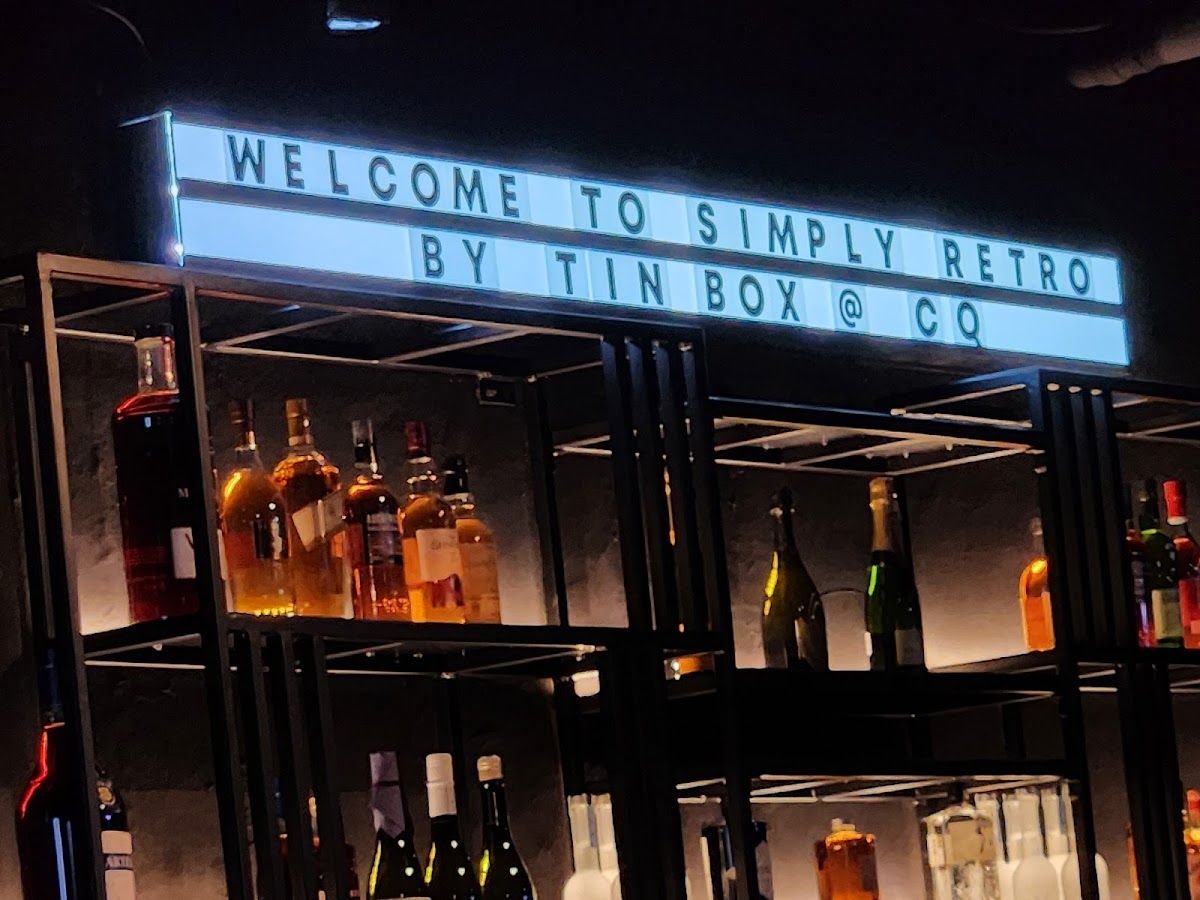 WELCOME TO SIMPLY RETRO
BY TIN BOX @ CQ